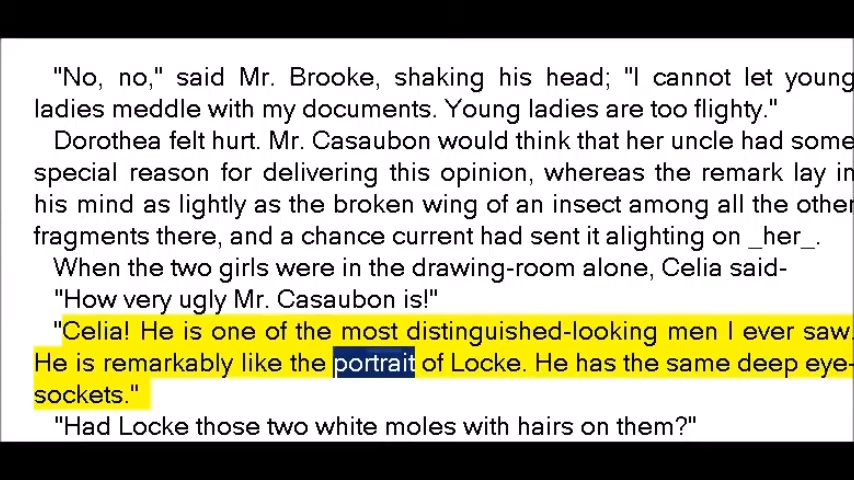 "No, no," said Mr. Brooke, shaking his head; "I cannot let young
ladies meddle with my documents. Young ladies are too flighty."
Dorothea felt hurt. Mr. Casaubon would think that her uncle had some
special reason for delivering this opinion, whereas the remark lay in
his mind as lightly as the broken wing of an insect among all the other
fragments there, and a chance current had sent it alighting on _her_.
When the two girls were in the drawing-room alone, Celia said-
"How very ugly Mr. Casaubon is!"
"Celia! He is one of the most distinguished-looking men I ever saw.
He is remarkably like the portrait of Locke. He has the same deep eye-
sockets."
"Had Locke those two white moles with hairs on them?"